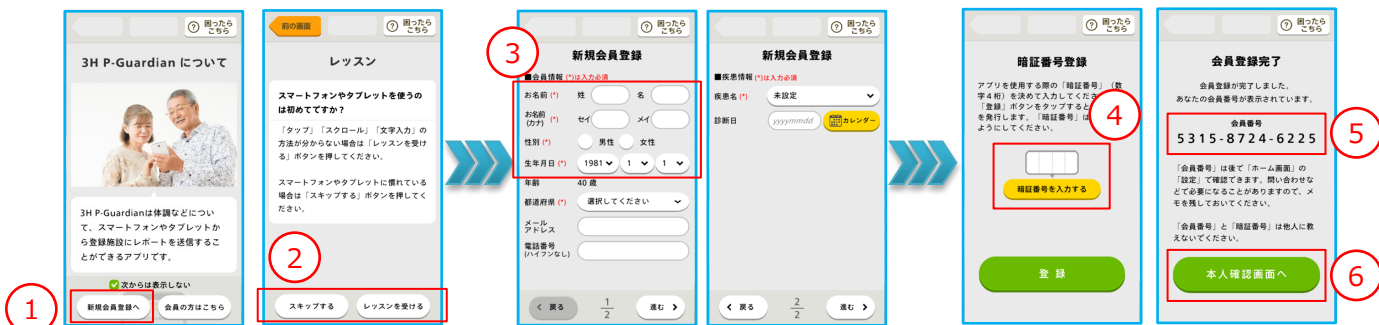 困ったら
こちら
3H P-Guardian について
3H P-Guardianは体調などについ
て、スマートフォンやタブレットか
ら登録施設にレポートを送信するこ
とができるアプリです。
次からは表示しない
新規会員登録へ
会員の方はこちら
1
前の画面
困ったら
こちら
レッスン
スマートフォンやタブレットを使うの
は初めてですか？
「タップ」「スクロール」「文字入力」の
方法が分からない場合は「レッスンを受け
る」ボタンを押してください。
スマートフォンやタブレットに慣れている
場合は「スキップする」ボタンを押してく
ださい。
2
スキップする
レッスンを受ける
困ったら
こちら
3
新規会員登録
■会員情報 (*)は入力必須
お名前 (*) 姓 名
お名前
(カナ) (*) セイ メイ
性別 (*) 男性 女性
生年月日 (*) 1981 1 1
年齢 40 歳
都道府県 (*) 選択してください
メール
アドレス
電話番号
(ハイフンなし)
戻る 1/2 進む
困ったら
こちら
新規会員登録
■疾患情報 (*)は入力必須
疾患名 (*) 未設定
診断日 yyyymmdd カレンダー
戻る 2/2 進む
困ったら
こちら
暗証番号登録
アプリを使用する際の「暗証番号」（数
字４桁）を決めて入力してくださ
「登録」ボタンをタップすると
を発行します。「暗証番号」は
ようにしてください。
4
暗証番号を入力する
登 録
困ったら
こちら
会員登録完了
会員登録が完了しました。
あなたの会員番号が表示されています。
会員番号
5315-8724-6225
5
「会員番号」は後で「ホーム画面」の
「設定」で確認できます。問い合わせな
どで必要になることがありますので、メ
モを残しておいてください。
「会員番号」と「暗証番号」は他人に教
えないでください。
本人確認画面へ
6